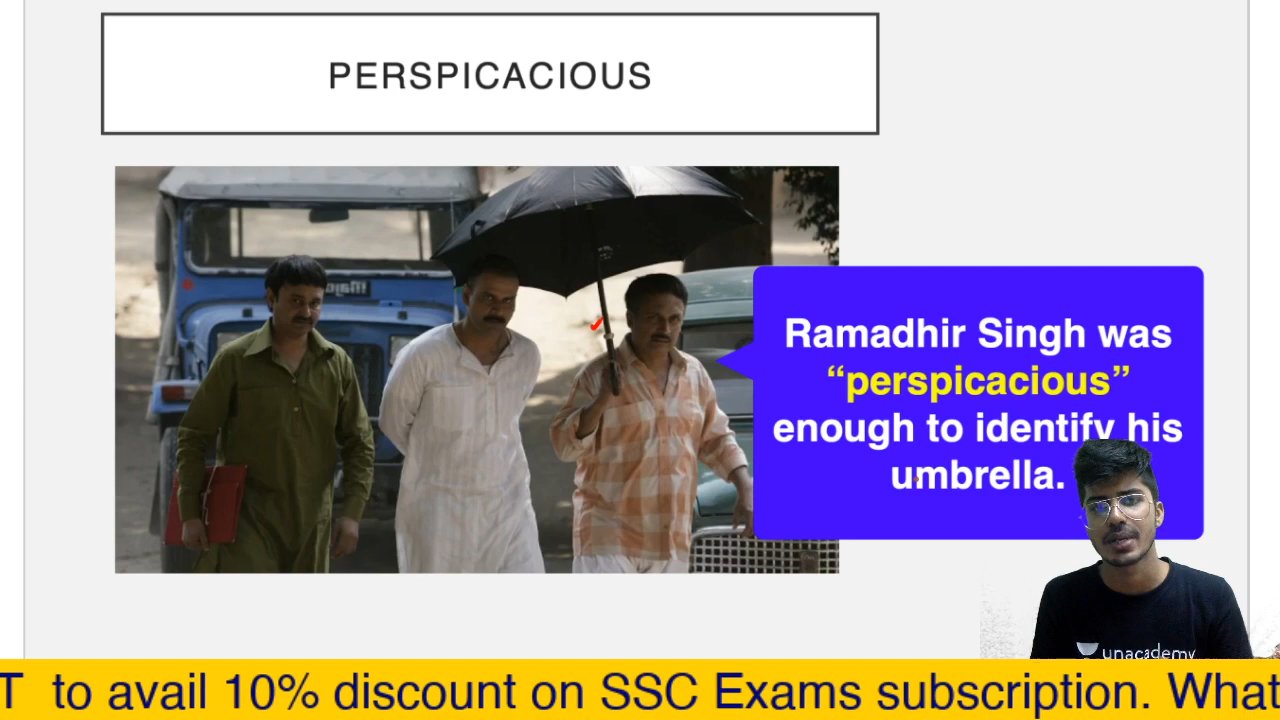 PERSPICACIOUS
Ramadhir Singh was
“perspicacious”
enough to identify his
umbrella.
unacademy
T to avail 10% discount on SSC Exams subscription. What